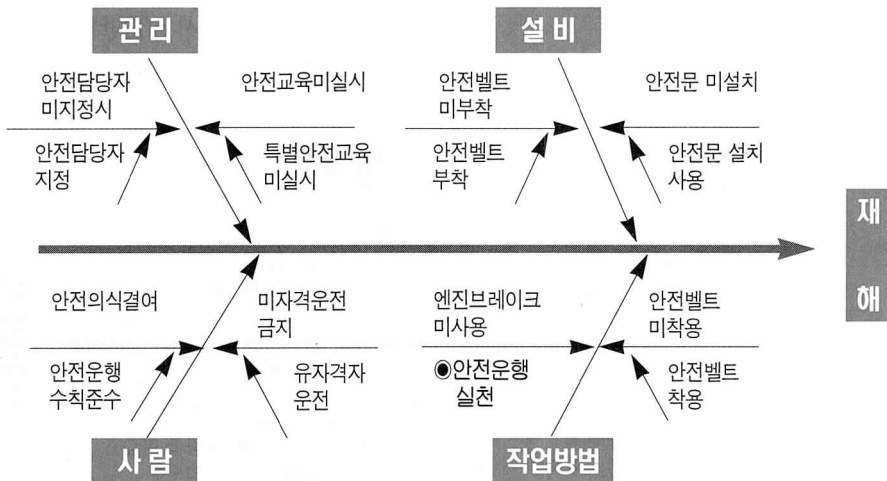 관 리
설 비
안전담당자
미지정시
안전교육미실시
안전벨트
미부착
안전문 미설치
안전담당자
지정
특별안전교육
미실시
안전벨트
부착
안전문 설치
사용
재
해
안전의식결여
미자격운전
금지
엔진브레이크
미사용
안전벨트
미착용
안전운행
수칙준수
유자격자
운전
◉안전운행
실천
안전벨트
착용
사 람
작업방법